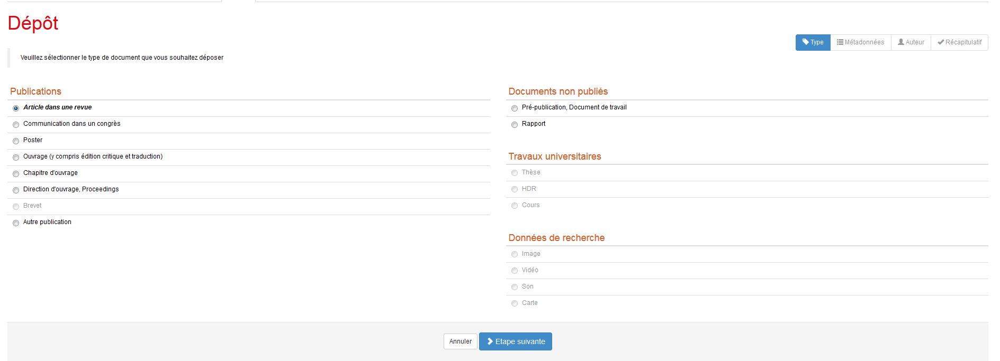 Dépôt
Type
Métadonnées
Auteur
Récapitulatif
Veuillez sélectionner le type de document que vous souhaitez déposer
Publications
Article dans une revue
Communication dans un congrès
Poster
Ouvrage (y compris édition critique et traduction)
Chapitre d'ouvrage
Direction d'ouvrage, Proceedings
Brevet
Autre publication
Documents non publiés
Pré-publication, Document de travail
Rapport
Travaux universitaires
Thèse
HDR
Cours
Données de recherche
Image
Vidéo
Son
Carte
Annuler
Etape suivante